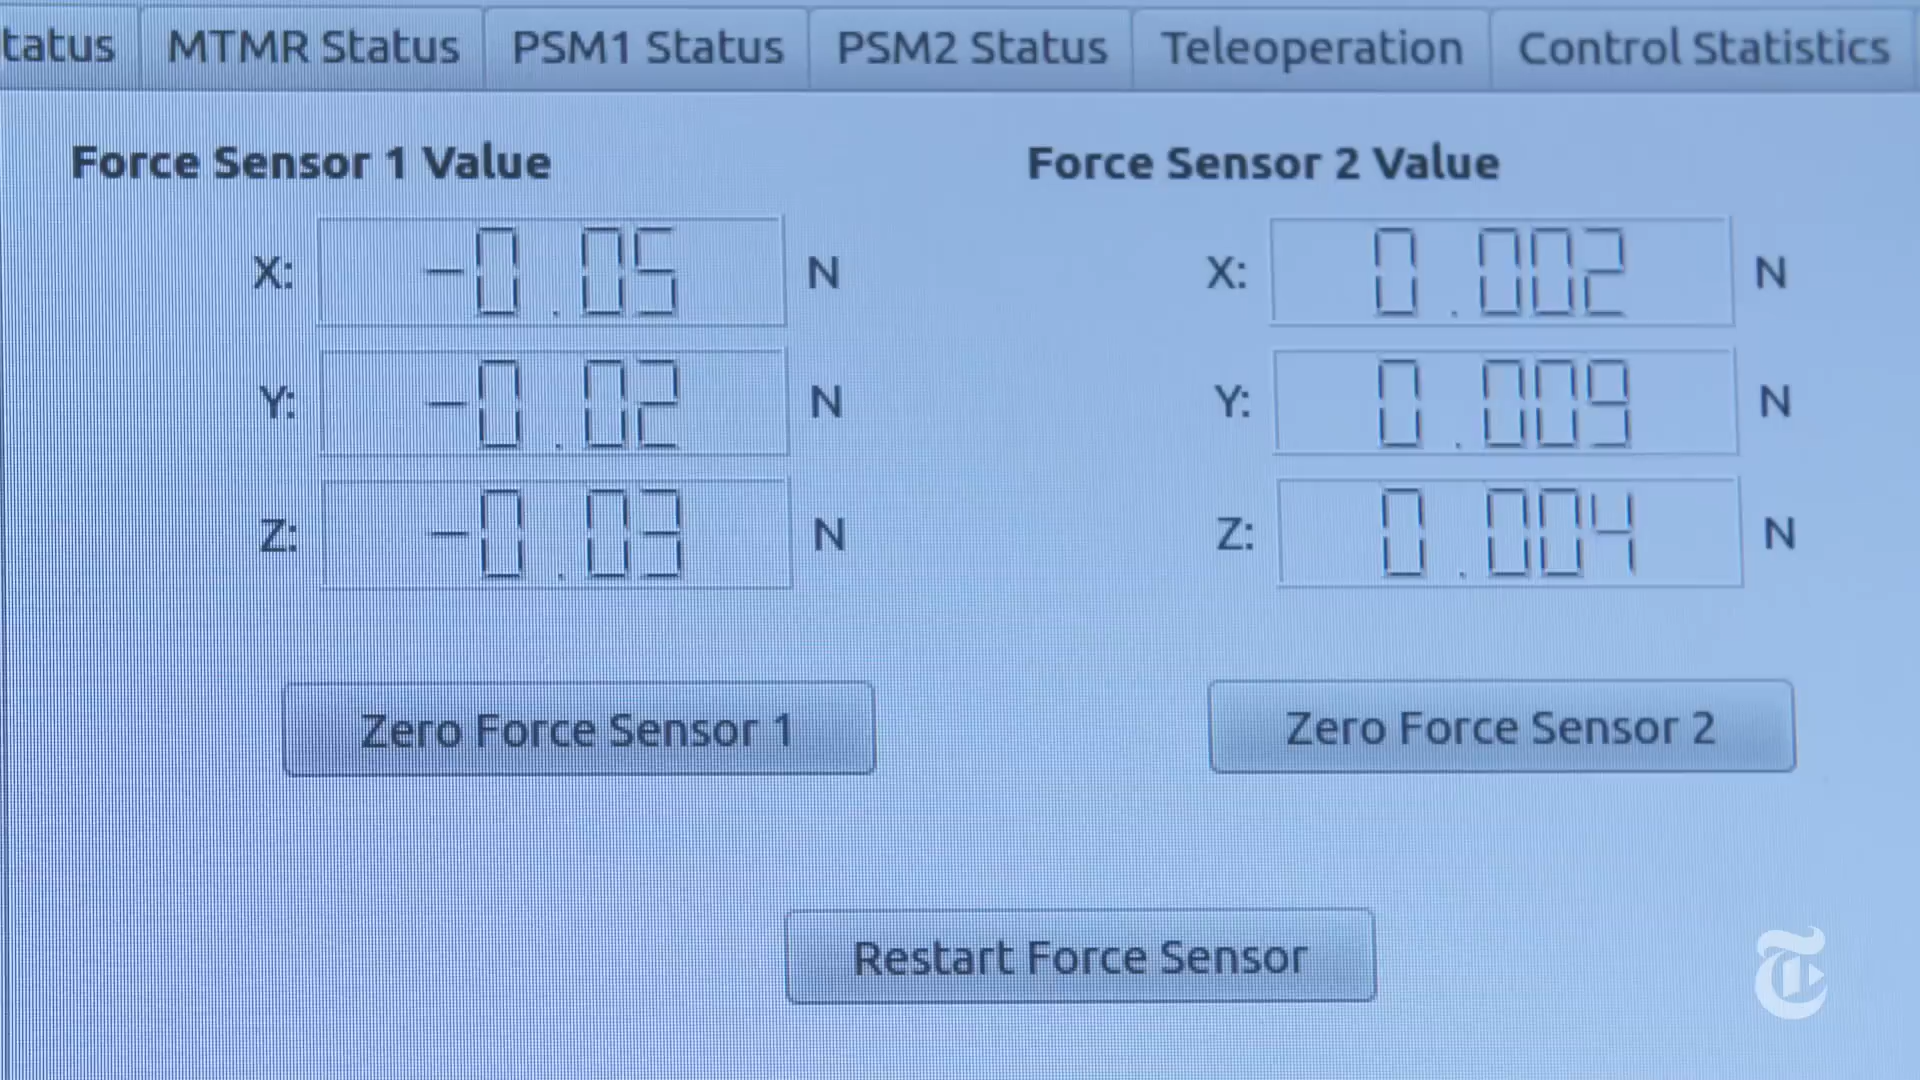 tatus MTMR Status PSM1 Status PSM2 Status Teleoperation Control Statistics
Force Sensor 1 Value
X: -0.05 N
Y: -0.02 N
Z: -0.03 N
Zero Force Sensor 1
Force Sensor 2 Value
X: 0.002 N
Y: 0.009 N
Z: 0.004 N
Zero Force Sensor 2
Restart Force Sensor
T